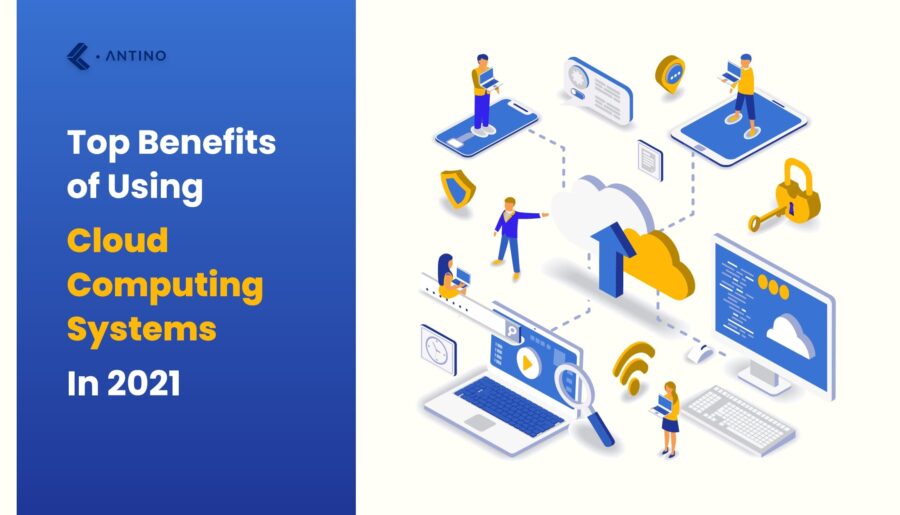 ANTINO
Top Benefits
of Using
Cloud
Computing
Systems
In 2021